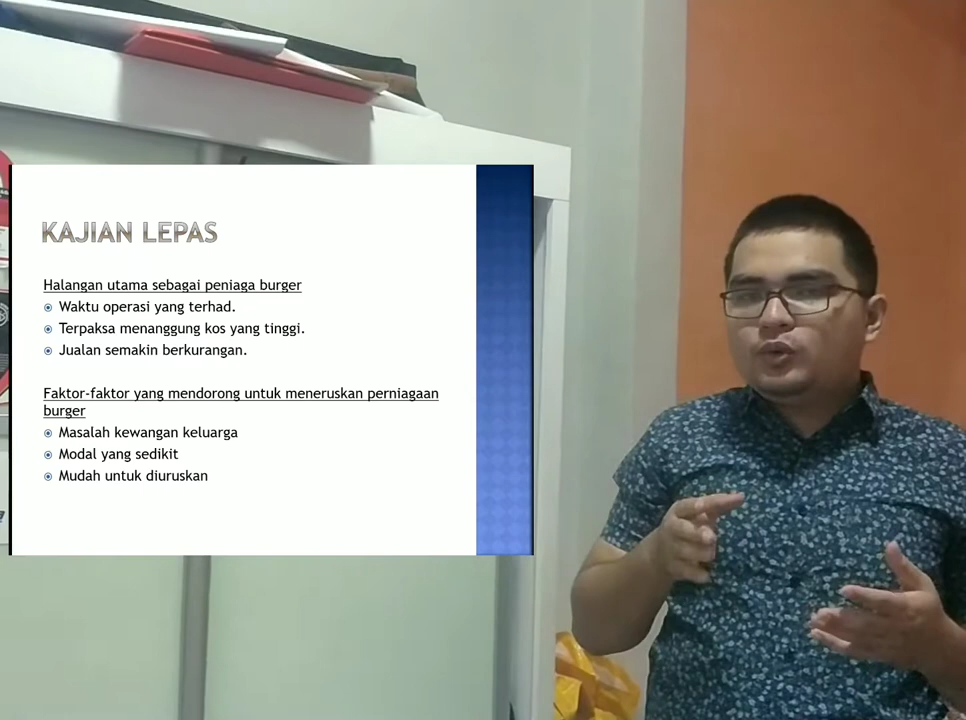 KAJIAN LEPAS
Halangan utama sebagai peniaga burger
Waktu operasi yang terhad.
Terpaksa menanggung kos yang tinggi.
Jualan semakin berkurangan.
Faktor-faktor yang mendorong untuk meneruskan perniagaan
burger
Masalah kewangan keluarga
Modal yang sedikit
Mudah untuk diuruskan